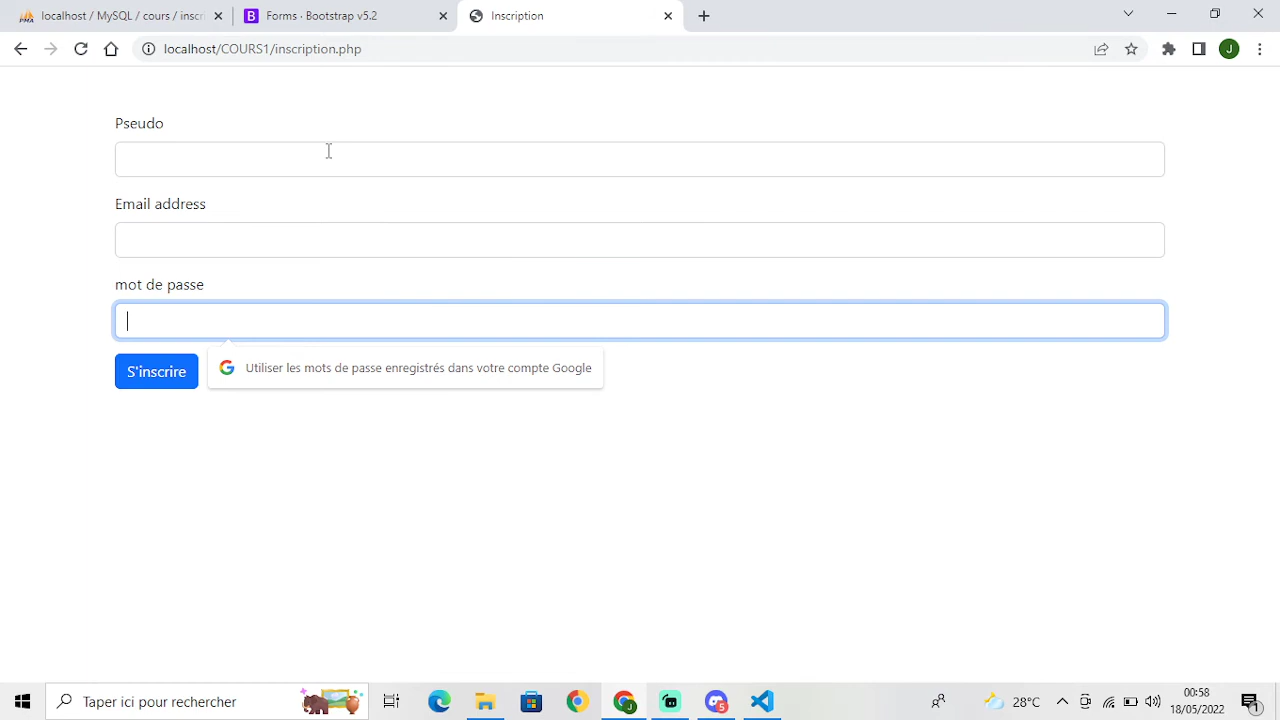 localhost / MySQL / cours / inscri
Forms · Bootstrap v5.2
Inscription
localhost/COURS1/inscription.php
J
Pseudo
Email address
mot de passe
S'inscrire
Utiliser les mots de passe enregistrés dans votre compte Google
Taper ici pour rechercher
J
5
28°C
00:58
18/05/2022
1